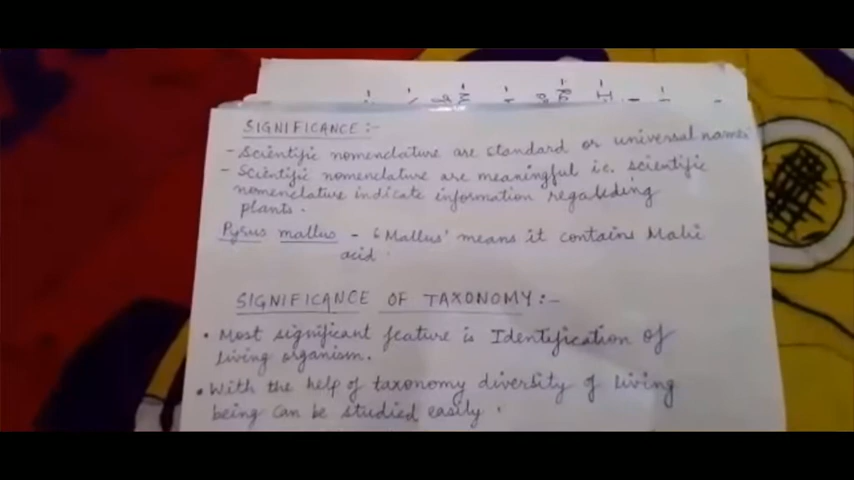 SIGNIFICANCE:-
- Scientific nomenclature are standard or universal names
- Scientific nomenclature are meaningful i.e. scientific
nomenclature indicate information regarding
plants.
Pyrus mallus - 'Mallus' means it contains Malic
acid.
SIGNIFICANCE OF TAXONOMY:-
• Most significant feature is Identification of
living organism.
• With the help of taxonomy diversity of living
being can be studied easily.